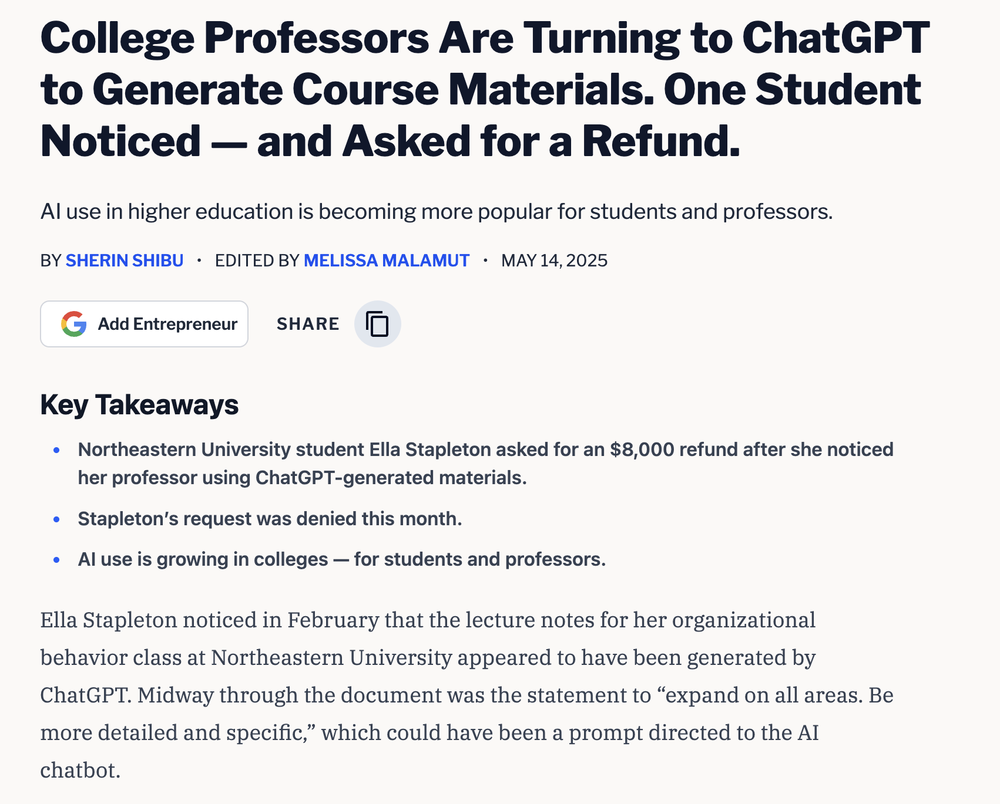 College Professors Are Turning to ChatGPT
to Generate Course Materials. One Student
Noticed — and Asked for a Refund.
AI use in higher education is becoming more popular for students and professors.
BY SHERIN SHIBU • EDITED BY MELISSA MALAMUT • MAY 14, 2025
Add Entrepreneur SHARE
Key Takeaways
• Northeastern University student Ella Stapleton asked for an $8,000 refund after she noticed
her professor using ChatGPT-generated materials.
• Stapleton’s request was denied this month.
• AI use is growing in colleges — for students and professors.
Ella Stapleton noticed in February that the lecture notes for her organizational
behavior class at Northeastern University appeared to have been generated by
ChatGPT. Midway through the document was the statement to “expand on all areas. Be
more detailed and specific,” which could have been a prompt directed to the AI
chatbot.